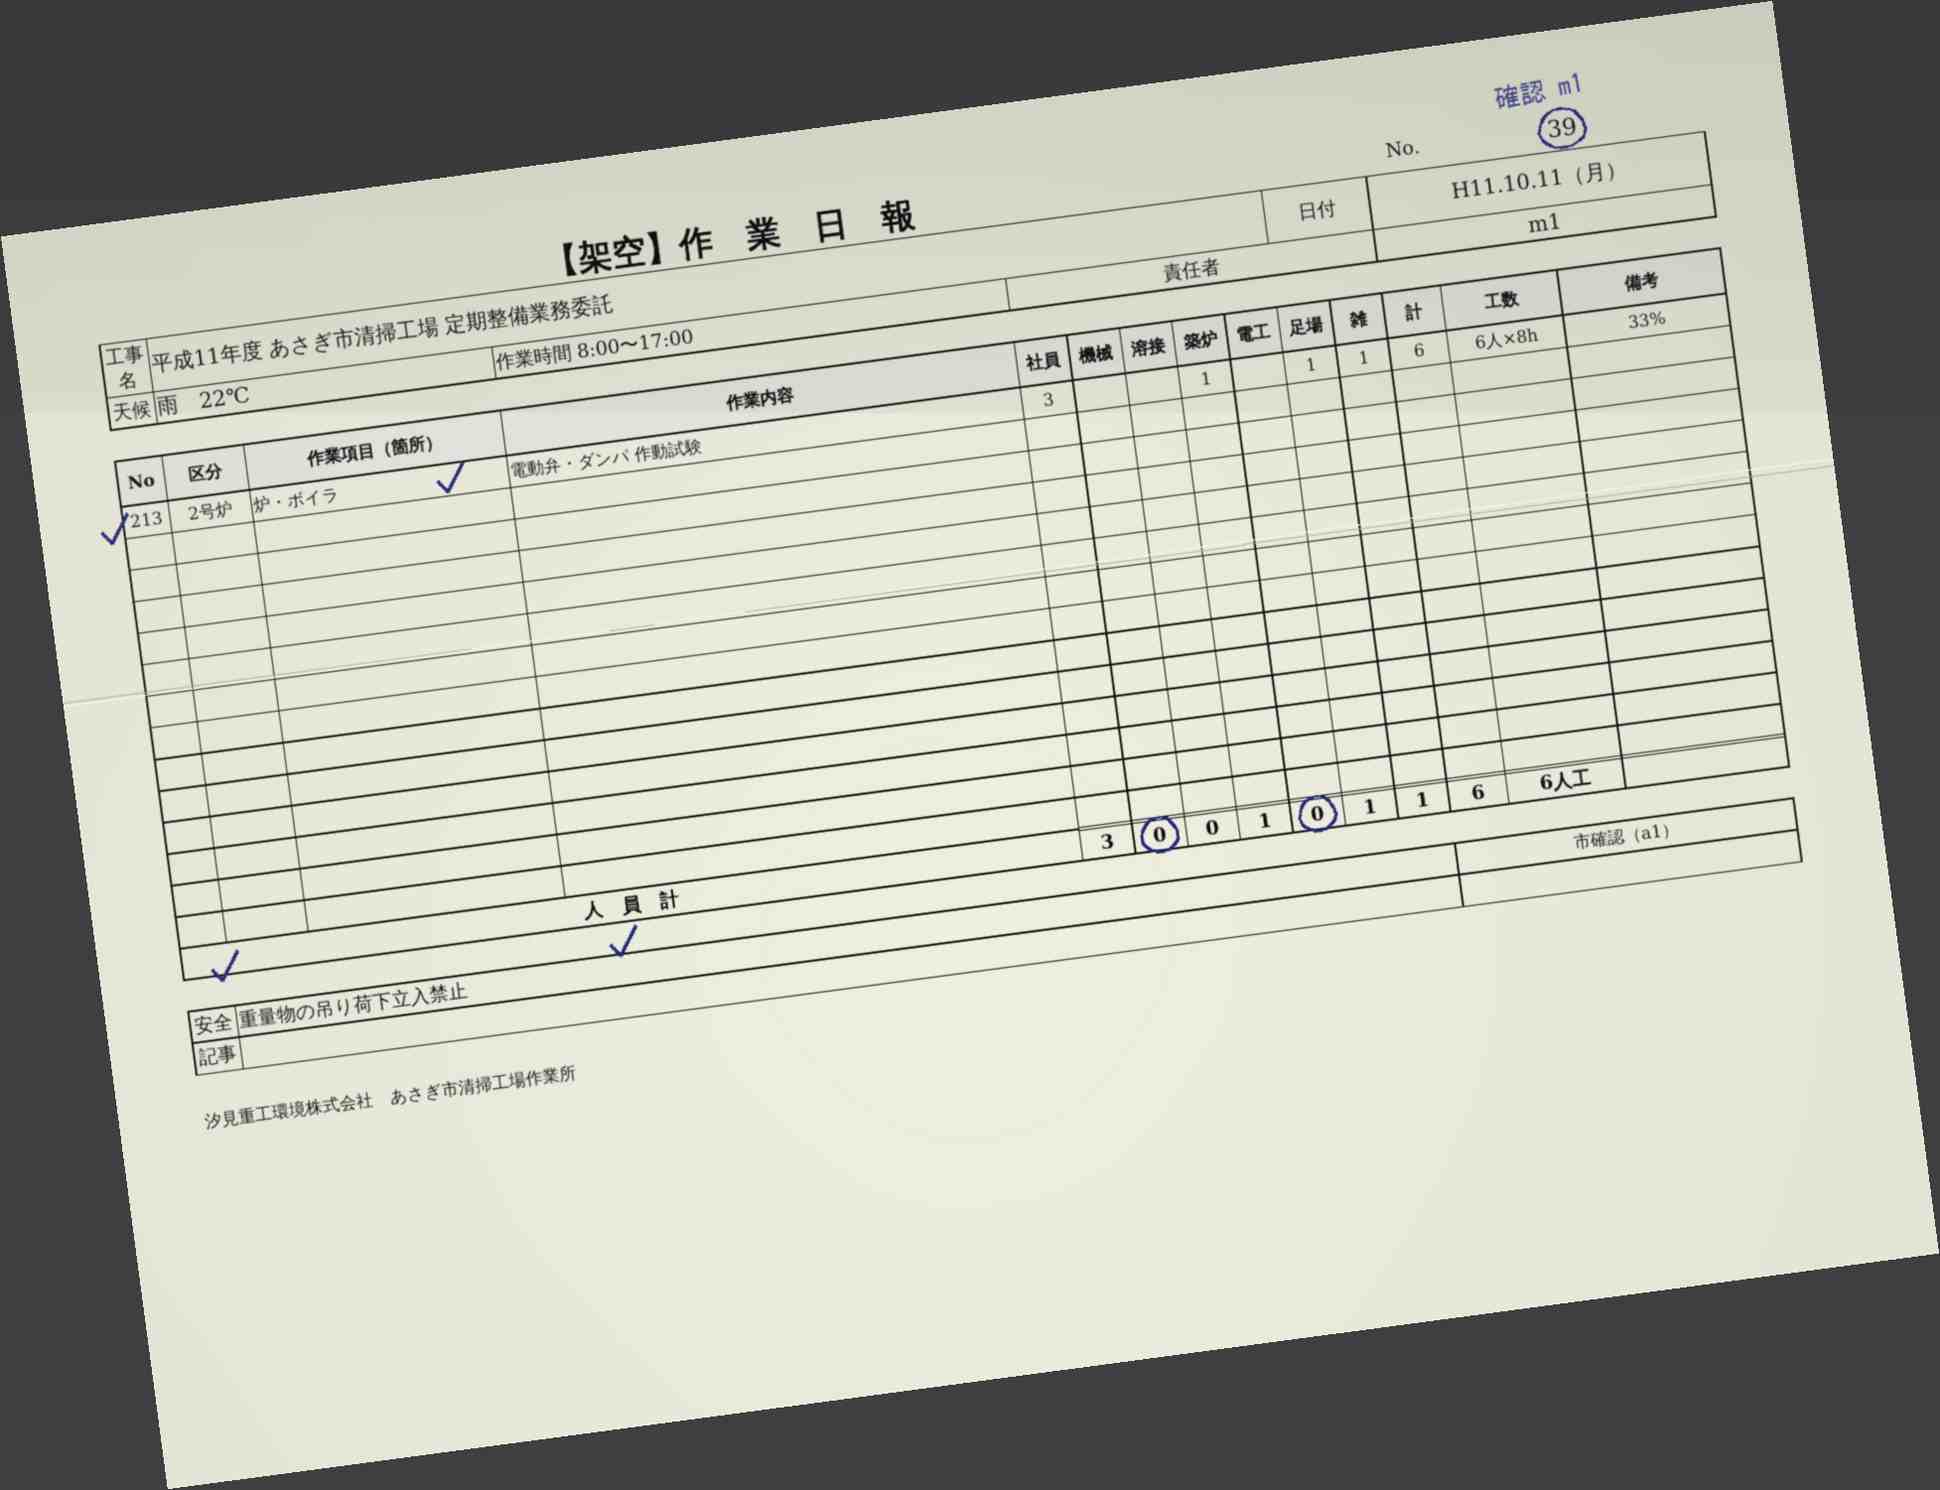 確認 m1
No. 39
【架空】作 業 日 報
工事名 平成11年度 あさぎ市清掃工場 定期整備業務委託 日付 H11.10.11（月）
天候 雨 22℃ 作業時間 8:00〜17:00 責任者 m1
No 区分 作業項目（箇所） 作業内容 社員 機械 溶接 築炉 電工 足場 雑 計 工数 備考
213 2号炉 炉・ボイラ 電動弁・ダンパ 作動試験 3 1 1 1 6 6人×8h 33%
人 員 計 3 0 0 1 0 1 1 6 6人工
安全 重量物の吊り荷下立入禁止 市確認（a1）
記事
汐見重工環境株式会社 あさぎ市清掃工場作業所